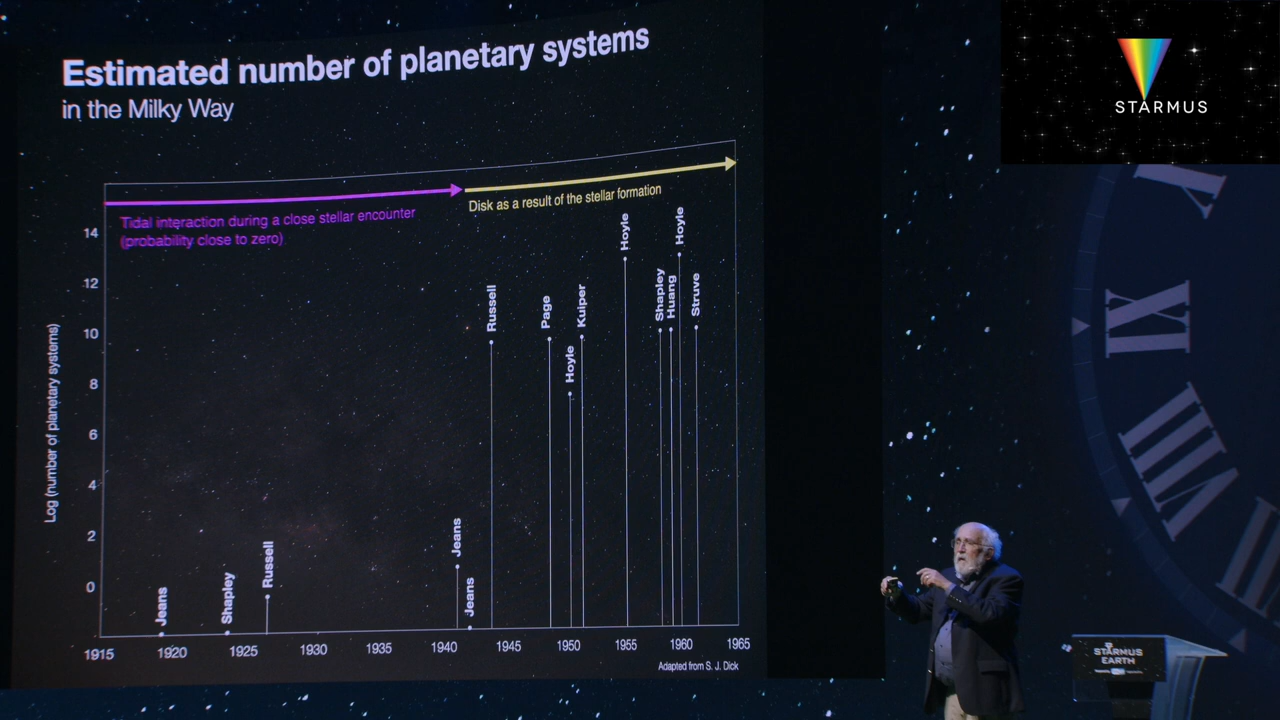 Estimated number of planetary systems
in the Milky Way
STARMUS
Tidal interaction during a close stellar encounter
(probability close to zero)
Disk as a result of the stellar formation
Log (number of planetary systems)
14
12
10
8
6
4
2
0
Jeans
Shapley
Russell
Jeans
Jeans
Russell
Page
Hoyle
Kuiper
Hoyle
Shapley
Huang
Hoyle
Struve
1915 1920 1925 1930 1935 1940 1945 1950 1955 1960 1965
Adapted from S. J. Dick
STARMUS
EARTH